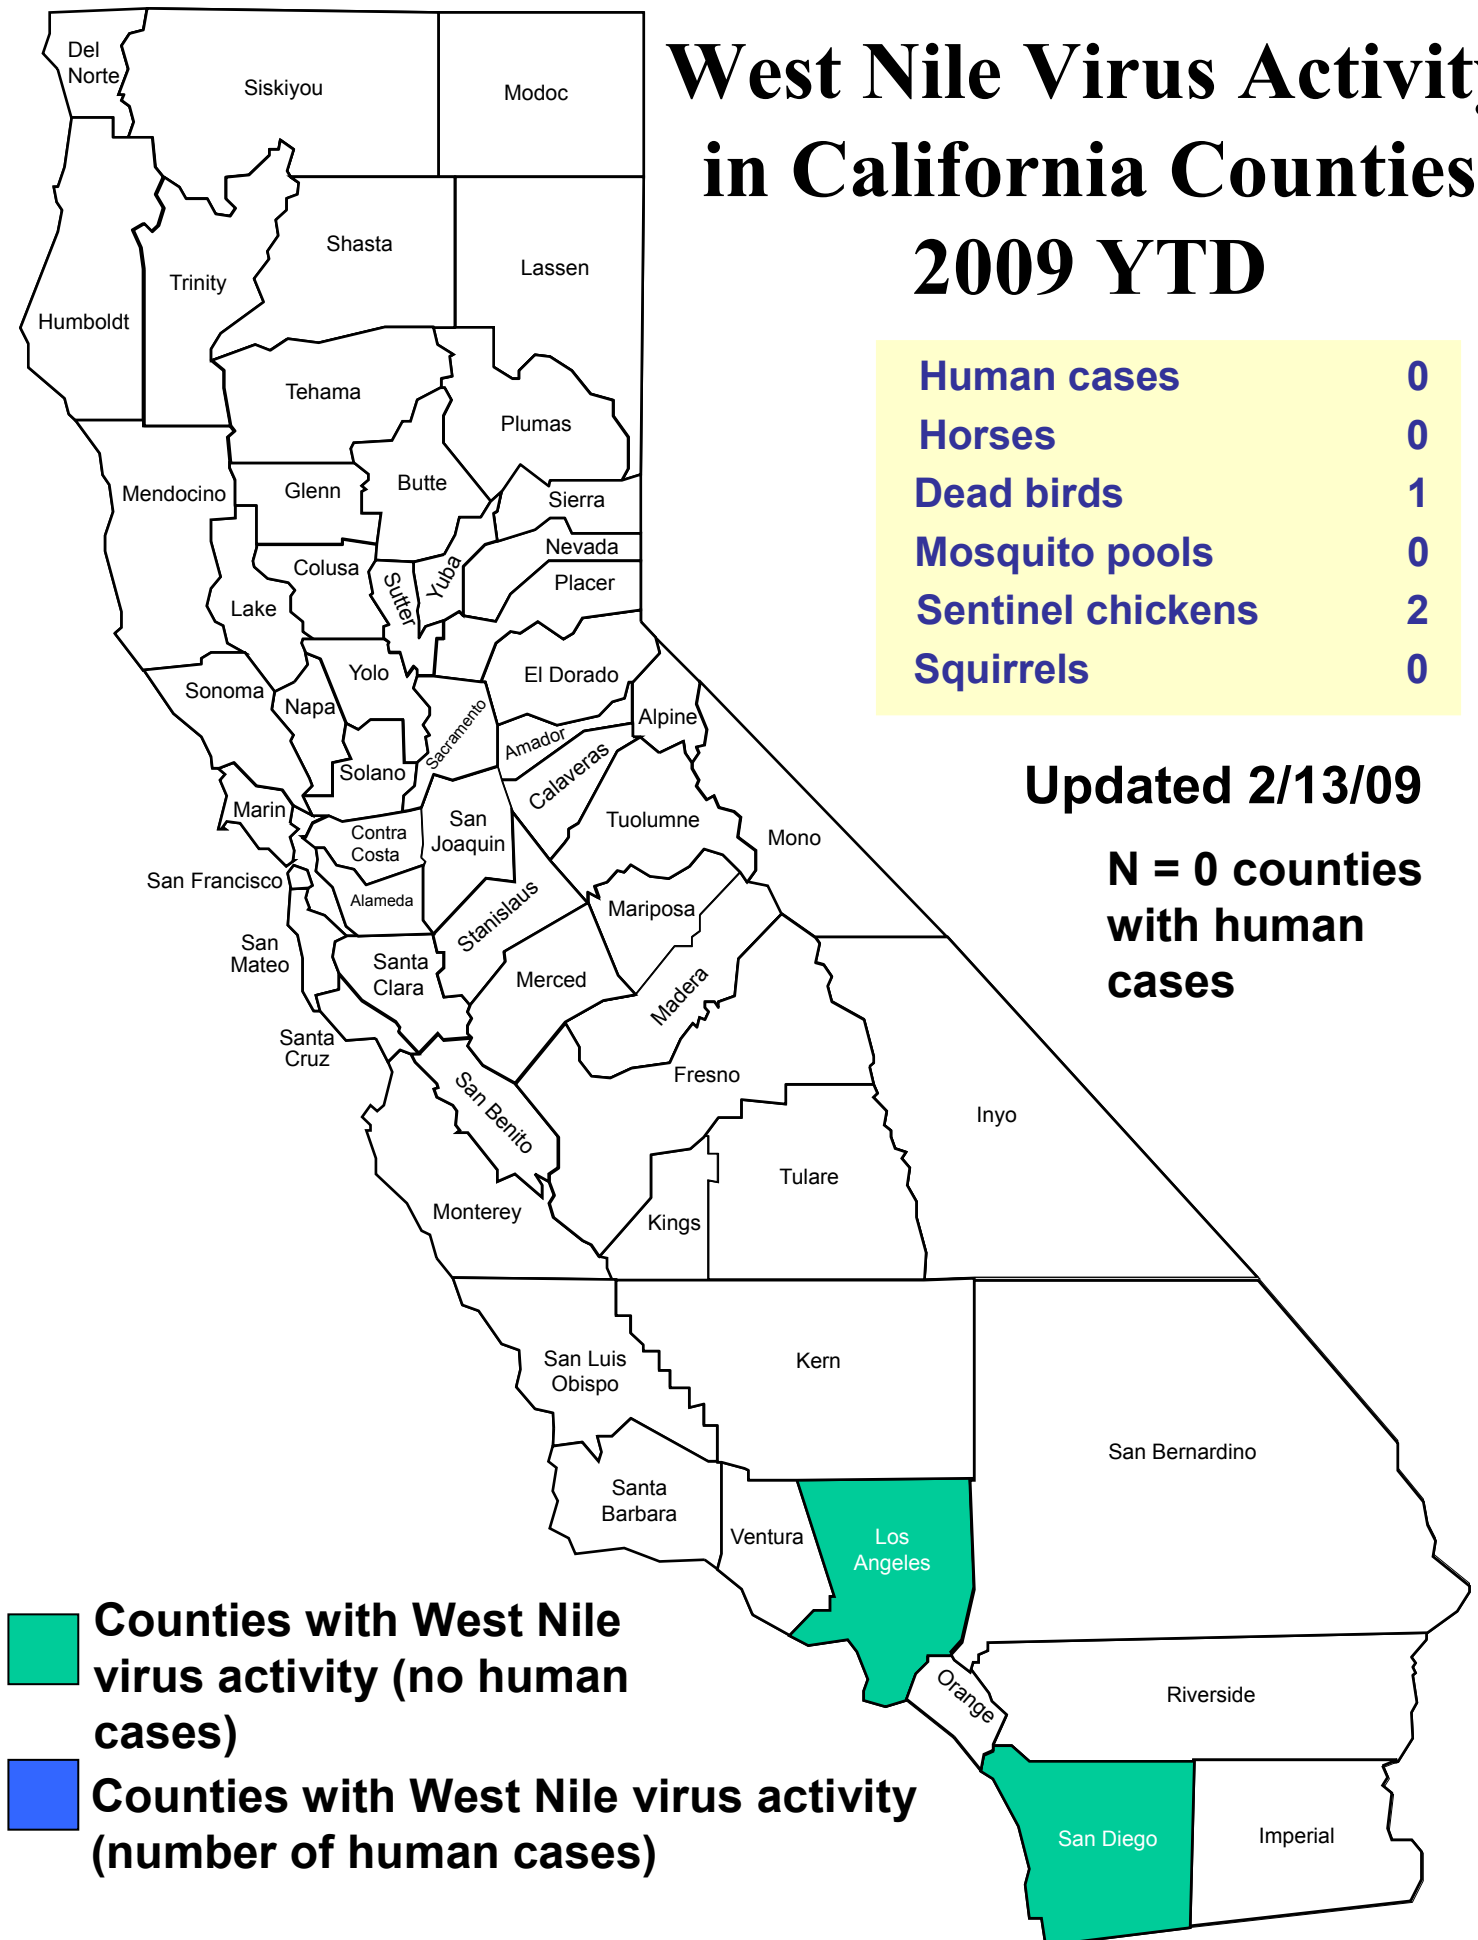 West Nile Virus Activity
in California Counties
2009 YTD
Human cases 0
Horses 0
Dead birds 1
Mosquito pools 0
Sentinel chickens 2
Squirrels 0
Updated 2/13/09
N = 0 counties
with human
cases
Del
Norte
Siskiyou
Modoc
Shasta
Lassen
Trinity
Humboldt
Tehama
Plumas
Mendocino
Glenn
Butte
Sierra
Nevada
Placer
Colusa
Sutter
Yuba
Lake
El Dorado
Yolo
Sonoma
Napa
Sacramento
Alpine
Amador
Solano
Calaveras
Marin
Contra
Costa
San
Joaquin
Tuolumne
Mono
San Francisco
Alameda
Stanislaus
Mariposa
San
Mateo
Santa
Clara
Merced
Madera
Santa
Cruz
Fresno
San Benito
Inyo
Monterey
Kings
Tulare
San Luis
Obispo
Kern
San Bernardino
Santa
Barbara
Ventura
Los
Angeles
Orange
Riverside
San Diego
Imperial
Counties with West Nile
virus activity (no human
cases)
Counties with West Nile virus activity
(number of human cases)